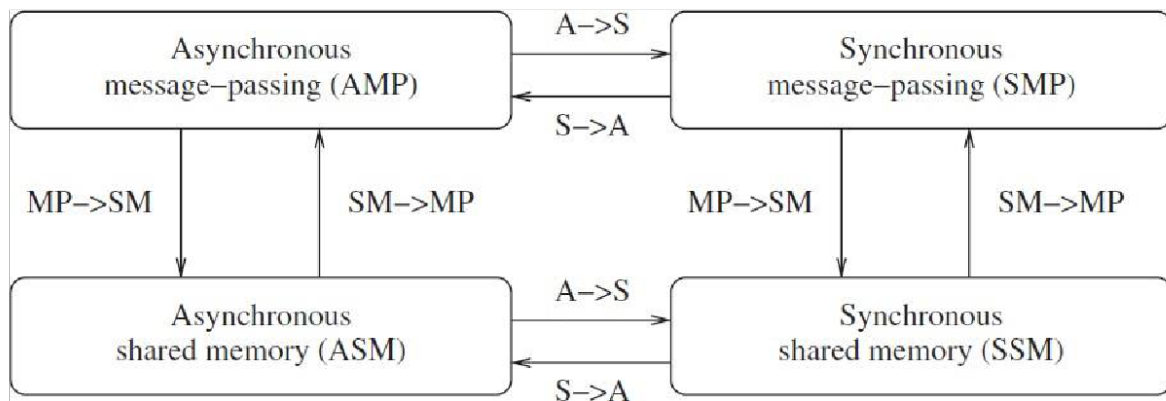 Asynchronous
message–passing (AMP)
A–>S
S–>A
Synchronous
message–passing (SMP)
MP–>SM
SM–>MP
MP–>SM
SM–>MP
Asynchronous
shared memory (ASM)
A–>S
S–>A
Synchronous
shared memory (SSM)